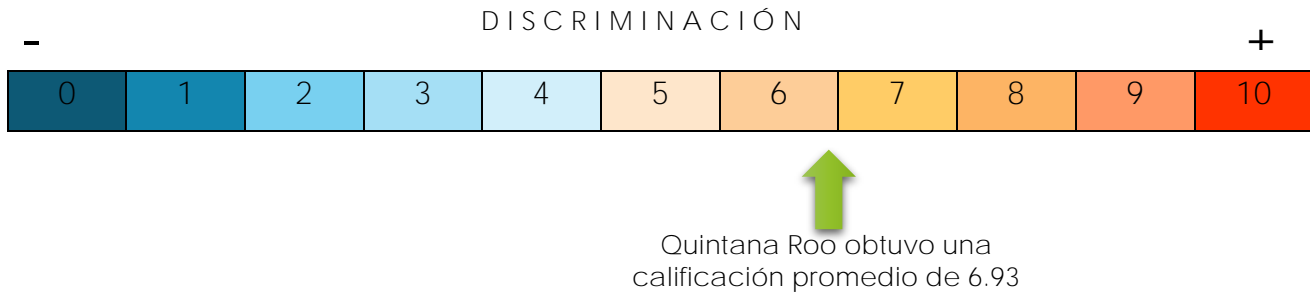 DISCRIMINACIÓN
- +
0 1 2 3 4 5 6 7 8 9 10
Quintana Roo obtuvo una
calificación promedio de 6.93